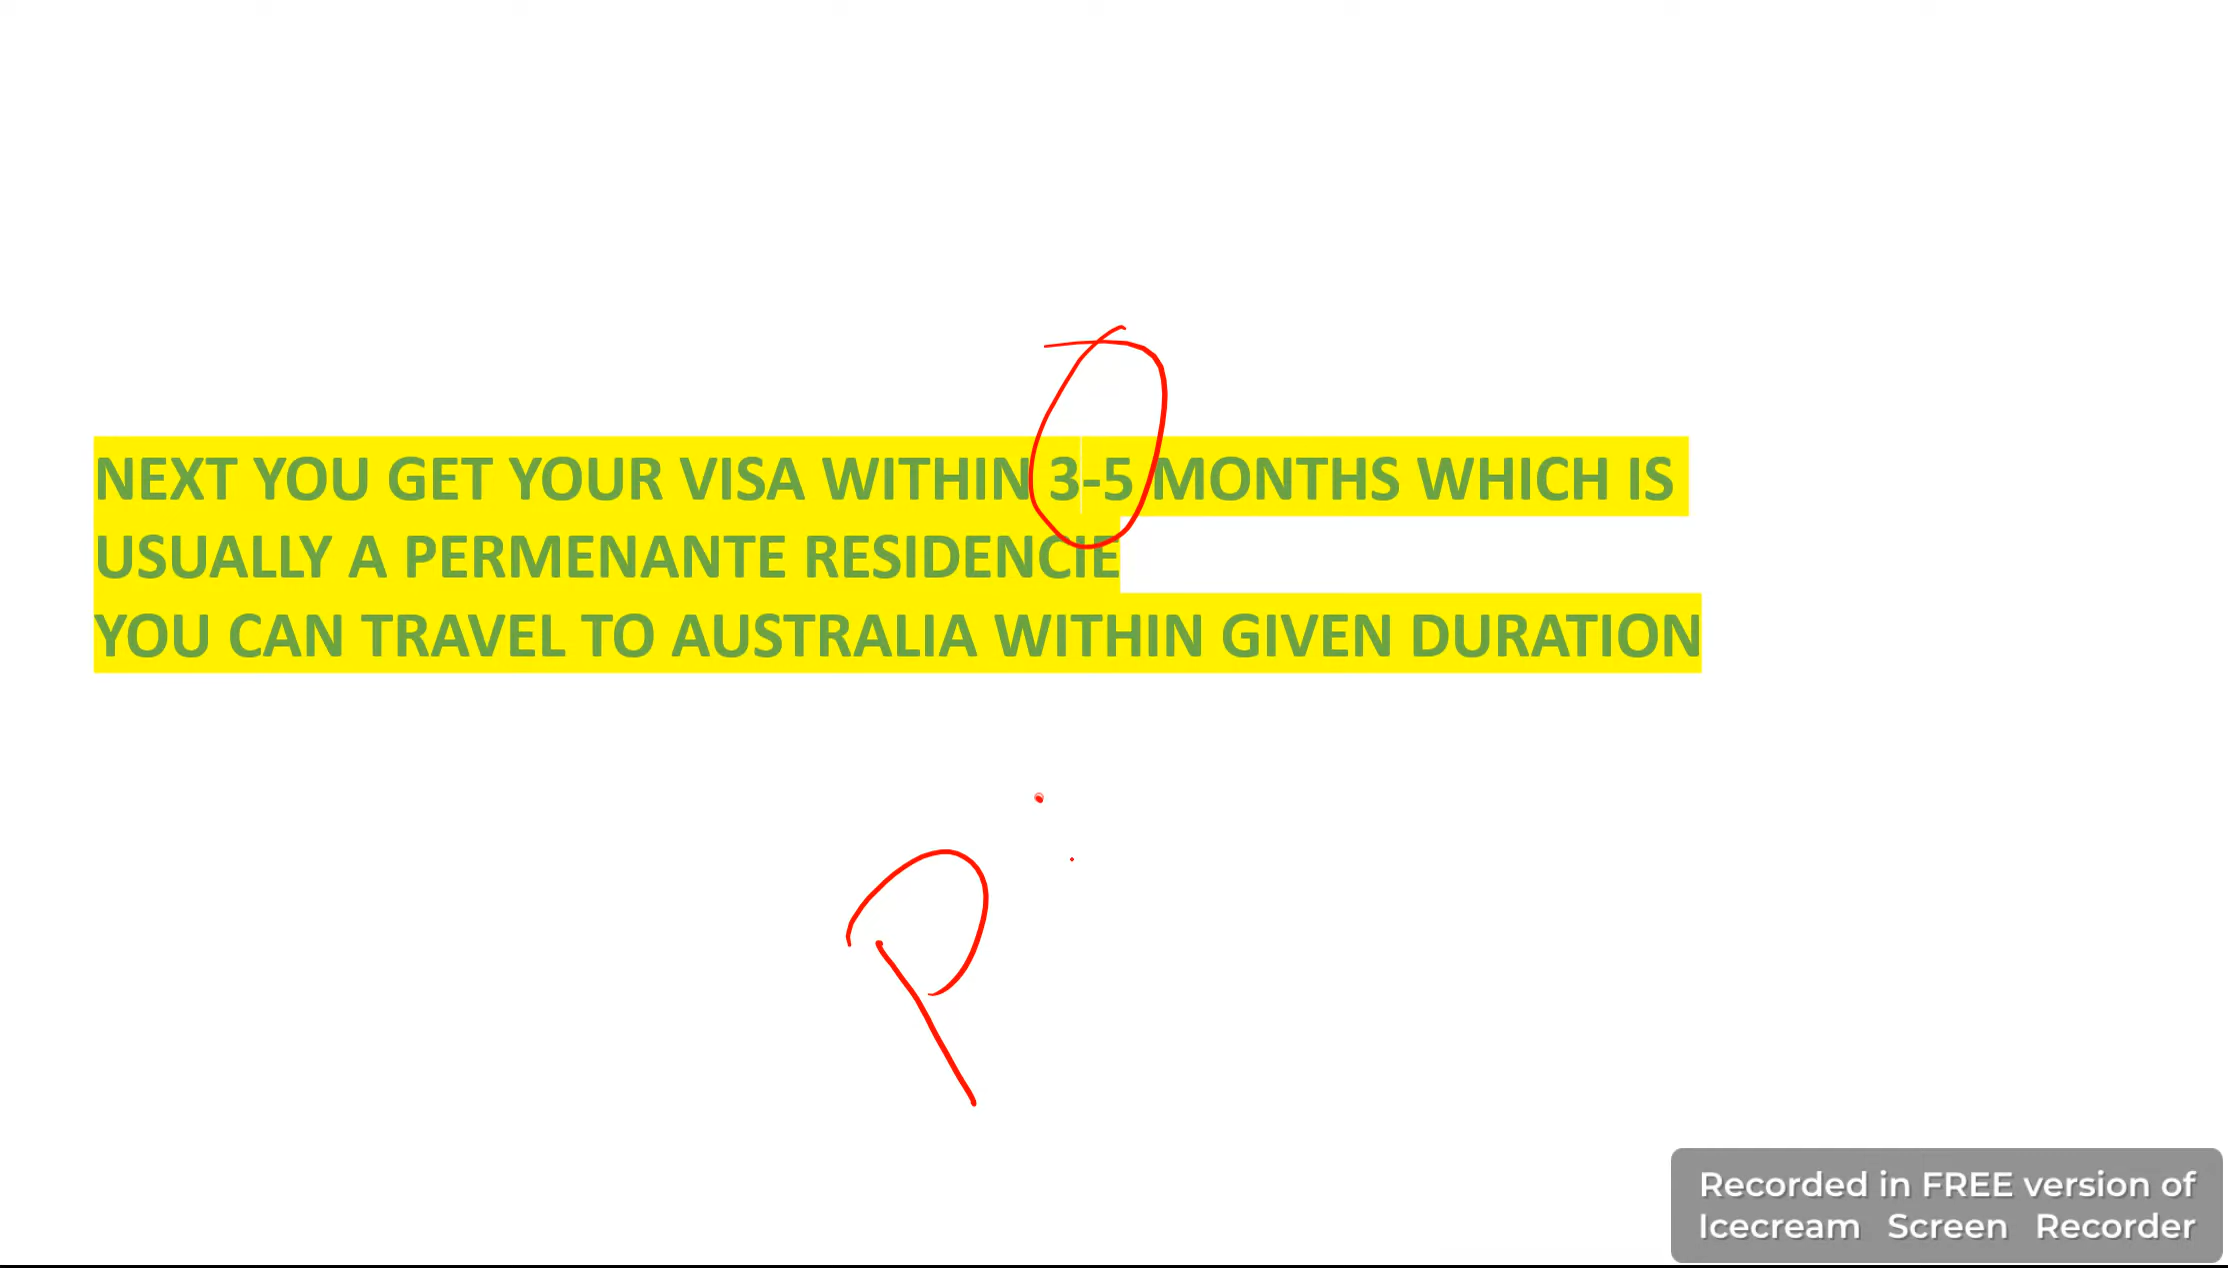 NEXT YOU GET YOUR VISA WITHIN 3-5 MONTHS WHICH IS
USUALLY A PERMENANTE RESIDENCIE
YOU CAN TRAVEL TO AUSTRALIA WITHIN GIVEN DURATION
P
Recorded in FREE version of
Icecream Screen Recorder